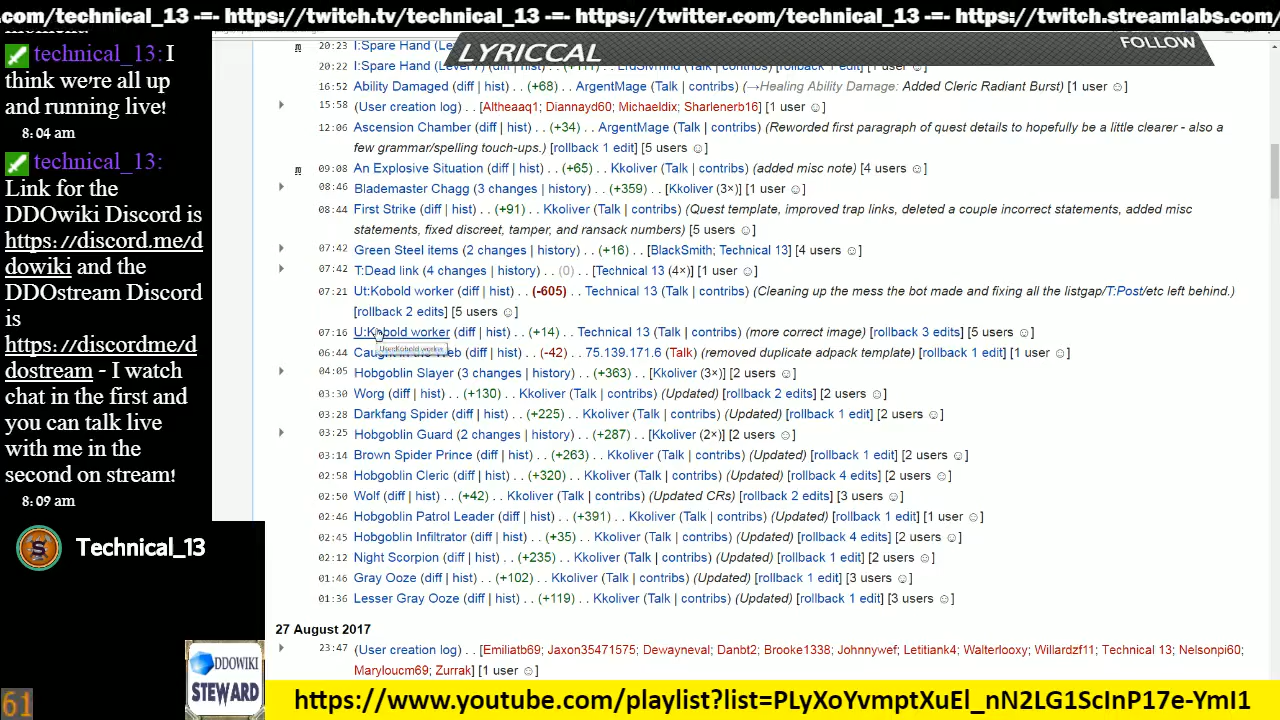 .com/technical_13 -=- https://twitch.tv/technical_13 -=- https://twitter.com/technical_13 -=- https://twitch.streamlabs.com/
LYRICCAL
FOLLOW
technical_13: I
think we're all up
and running live!
8:04 am
technical_13:
Link for the
DDOwiki Discord is
https://discord.me/d
dowiki and the
DDOstream Discord
is
https://discordme/d
dostream - I watch
chat in the first and
you can talk live
with me in the
second on stream!
8:09 am
Technical_13
DDOWIKI
STEWARD
61
20:23 I:Spare Hand
20:22 I:Spare Hand
16:52 Ability Damaged (diff | hist) . . (+68) . . ArgentMage (Talk | contribs) (→Healing Ability Damage: Added Cleric Radiant Burst) [1 user ☺]
15:58 (User creation log) . . [Altheaaq1; Diannayd60; Michaeldix; Sharlenerb16] [1 user ☺]
12:06 Ascension Chamber (diff | hist) . . (+34) . . ArgentMage (Talk | contribs) (Reworded first paragraph of quest details to hopefully be a little clearer - also a
few grammar/spelling touch-ups.) [rollback 1 edit] [5 users ☺]
m 09:08 An Explosive Situation (diff | hist) . . (+65) . . Kkoliver (Talk | contribs) (added misc note) [4 users ☺]
08:46 Blademaster Chagg (3 changes | history) . . (+359) . . [Kkoliver (3×)] [1 user ☺]
08:44 First Strike (diff | hist) . . (+91) . . Kkoliver (Talk | contribs) (Quest template, improved trap links, deleted a couple incorrect statements, added misc
statements, fixed discreet, tamper, and ransack numbers) [5 users ☺]
07:42 Green Steel items (2 changes | history) . . (+16) . . [BlackSmith; Technical 13] [4 users ☺]
07:42 T:Dead link (4 changes | history) . . (0) . . [Technical 13 (4×)] [1 user ☺]
07:21 Ut:Kobold worker (diff | hist) . . (-605) . . Technical 13 (Talk | contribs) (Cleaning up the mess the bot made and fixing all the listgap/T:Post/etc left behind.)
[rollback 2 edits] [5 users ☺]
07:16 U:Kobold worker (diff | hist) . . (+14) . . Technical 13 (Talk | contribs) (more correct image) [rollback 3 edits] [5 users ☺]
User:Kobold worker
06:44 Caught in the Web (diff | hist) . . (-42) . . 75.139.171.6 (Talk) (removed duplicate adpack template) [rollback 1 edit] [1 user ☺]
04:05 Hobgoblin Slayer (3 changes | history) . . (+363) . . [Kkoliver (3×)] [2 users ☺]
03:30 Worg (diff | hist) . . (+130) . . Kkoliver (Talk | contribs) (Updated) [rollback 2 edits] [2 users ☺]
03:28 Darkfang Spider (diff | hist) . . (+225) . . Kkoliver (Talk | contribs) (Updated) [rollback 1 edit] [2 users ☺]
03:25 Hobgoblin Guard (2 changes | history) . . (+287) . . [Kkoliver (2×)] [2 users ☺]
03:14 Brown Spider Prince (diff | hist) . . (+263) . . Kkoliver (Talk | contribs) (Updated) [rollback 1 edit] [2 users ☺]
02:58 Hobgoblin Cleric (diff | hist) . . (+320) . . Kkoliver (Talk | contribs) (Updated) [rollback 4 edits] [2 users ☺]
02:50 Wolf (diff | hist) . . (+42) . . Kkoliver (Talk | contribs) (Updated CRs) [rollback 2 edits] [3 users ☺]
02:46 Hobgoblin Patrol Leader (diff | hist) . . (+391) . . Kkoliver (Talk | contribs) (Updated) [rollback 1 edit] [1 user ☺]
02:45 Hobgoblin Infiltrator (diff | hist) . . (+35) . . Kkoliver (Talk | contribs) (Updated) [rollback 4 edits] [2 users ☺]
02:12 Night Scorpion (diff | hist) . . (+235) . . Kkoliver (Talk | contribs) (Updated) [rollback 1 edit] [2 users ☺]
01:46 Gray Ooze (diff | hist) . . (+102) . . Kkoliver (Talk | contribs) (Updated) [rollback 1 edit] [3 users ☺]
01:36 Lesser Gray Ooze (diff | hist) . . (+119) . . Kkoliver (Talk | contribs) (Updated) [rollback 1 edit] [3 users ☺]
27 August 2017
23:47 (User creation log) . . [Emiliatb69; Jaxon35471575; Dewayneval; Danbt2; Brooke1338; Johnnywef; Letitiank4; Walterlooxy; Willardzf11; Technical 13; Nelsonpi60;
Maryloucm69; Zurrak] [1 user ☺]
https://www.youtube.com/playlist?list=PLyXoYvmptXuEl_nN2LG1ScInP17e-YmI1